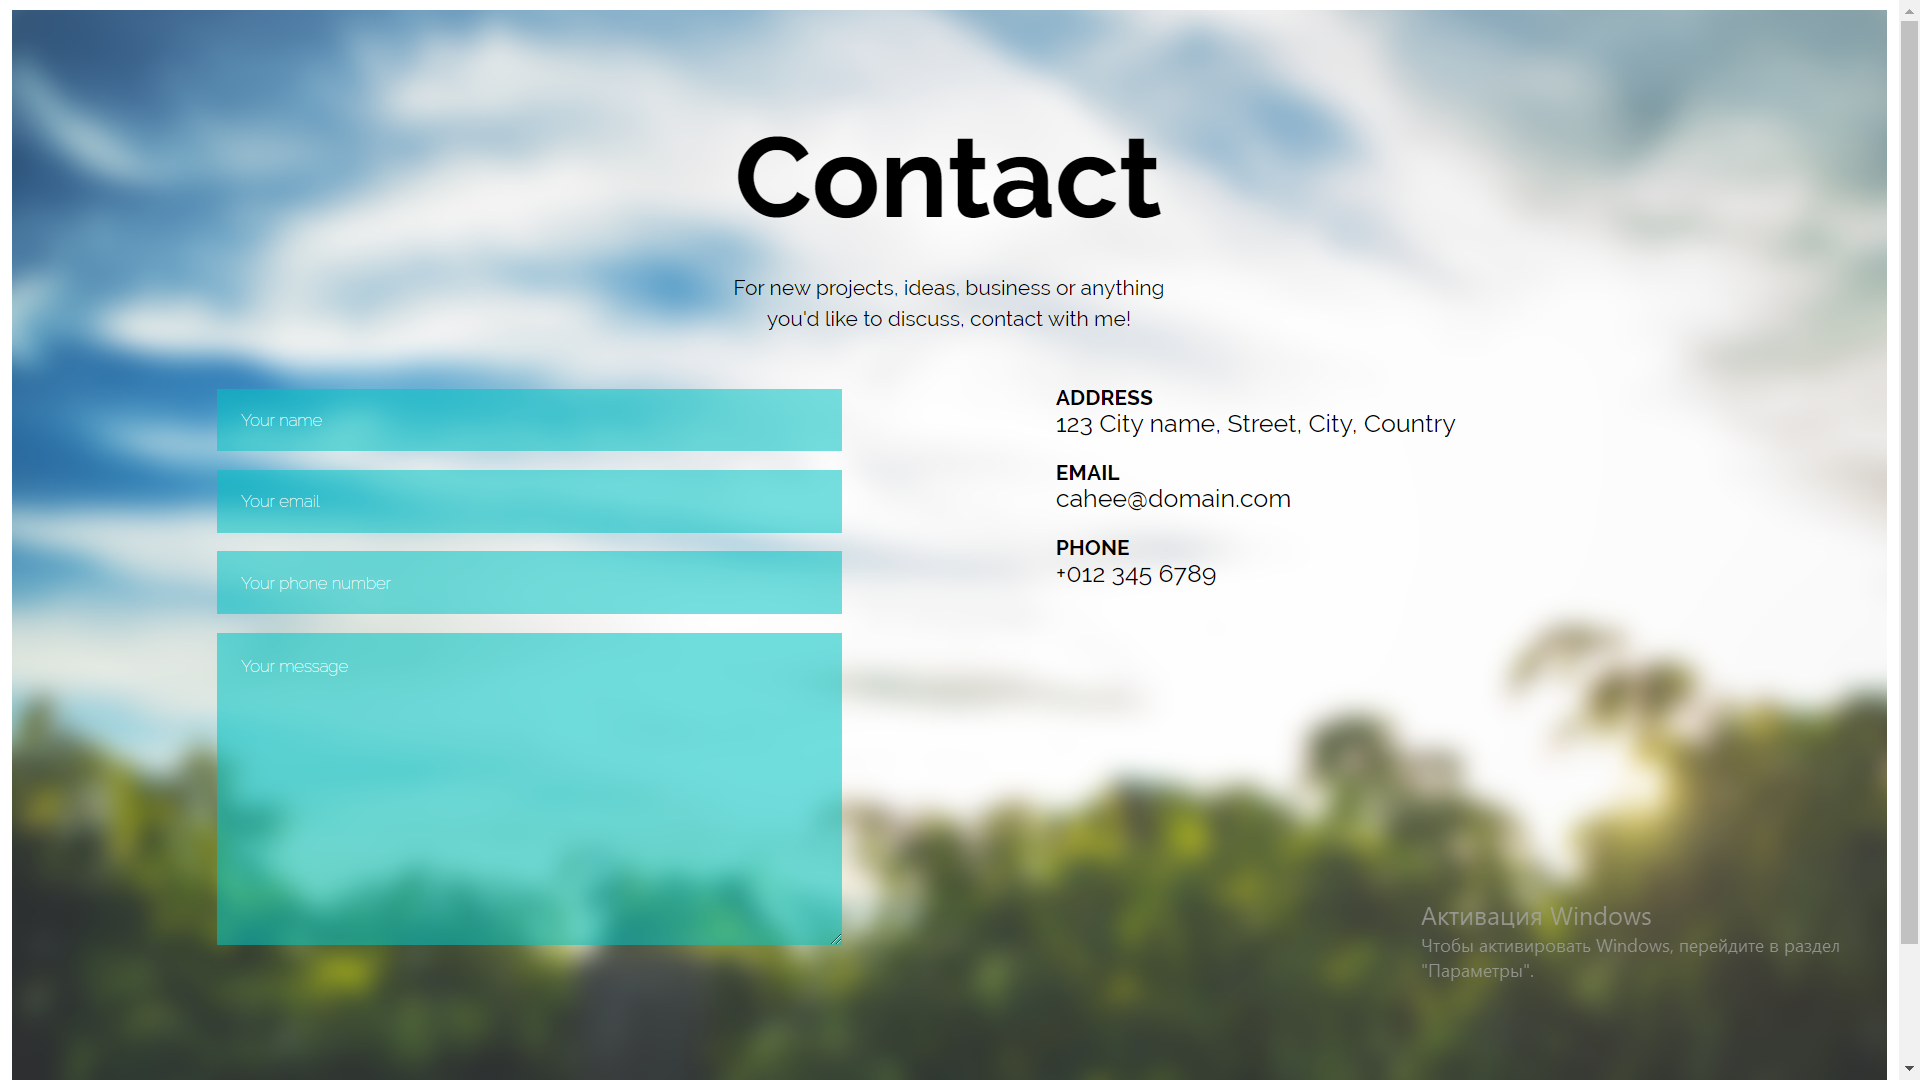 Contact
For new projects, ideas, business or anything
you'd like to discuss, contact with me!
Your name
Your email
Your phone number
Your message
ADDRESS
123 City name, Street, City, Country
EMAIL
cahee@domain.com
PHONE
+012 345 6789
Активация Windows
Чтобы активировать Windows, перейдите в раздел
"Параметры".